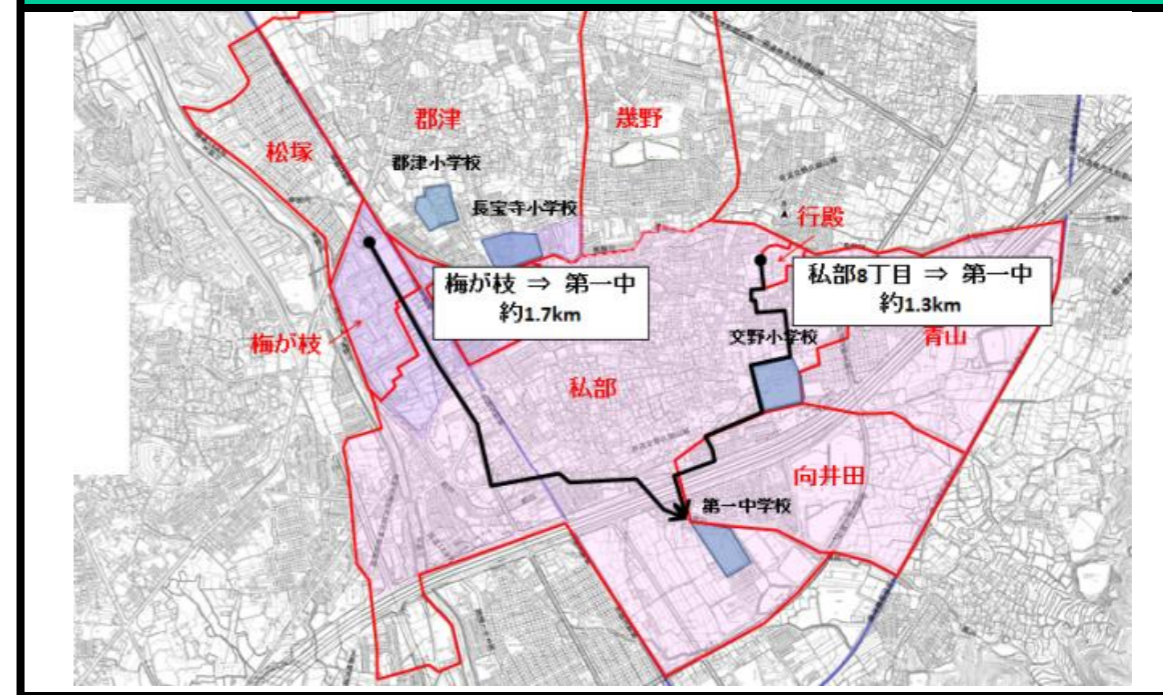 郡津
幾野
松塚
郡津小学校
長宝寺小学校
行殿
梅が枝 ⇒ 第一中
約1.7km
私部8丁目 ⇒ 第一中
約1.3km
梅が枝
交野小学校
青山
私部
向井田
第一中学校